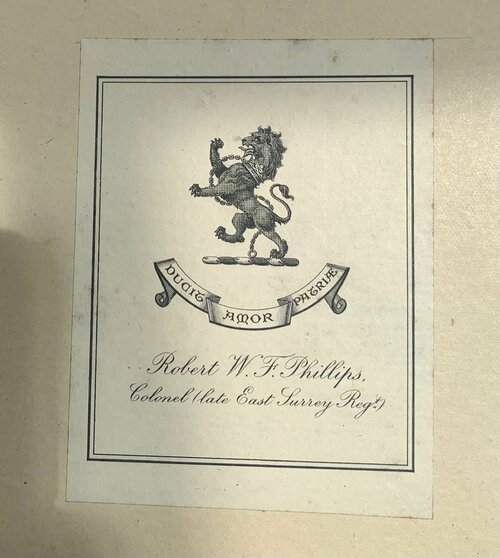 DUCIT AMOR PATRIÆ
Robert W. F. Phillips,
Colonel (late East Surrey Regt.)